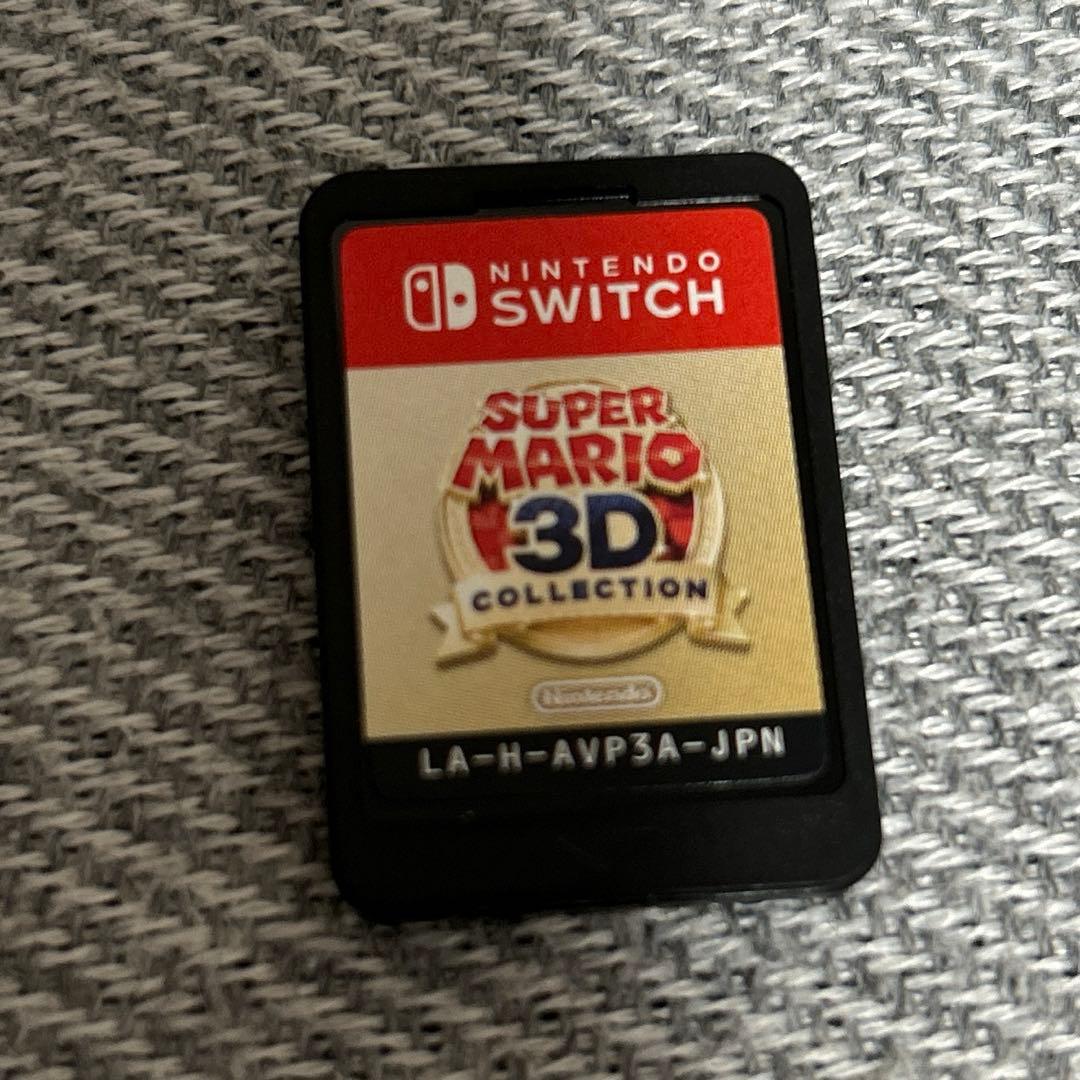 NINTENDO
SWITCH
SUPER
MARIO
3D
COLLECTION
Nintendo
LA-H-AVP3A-JPN